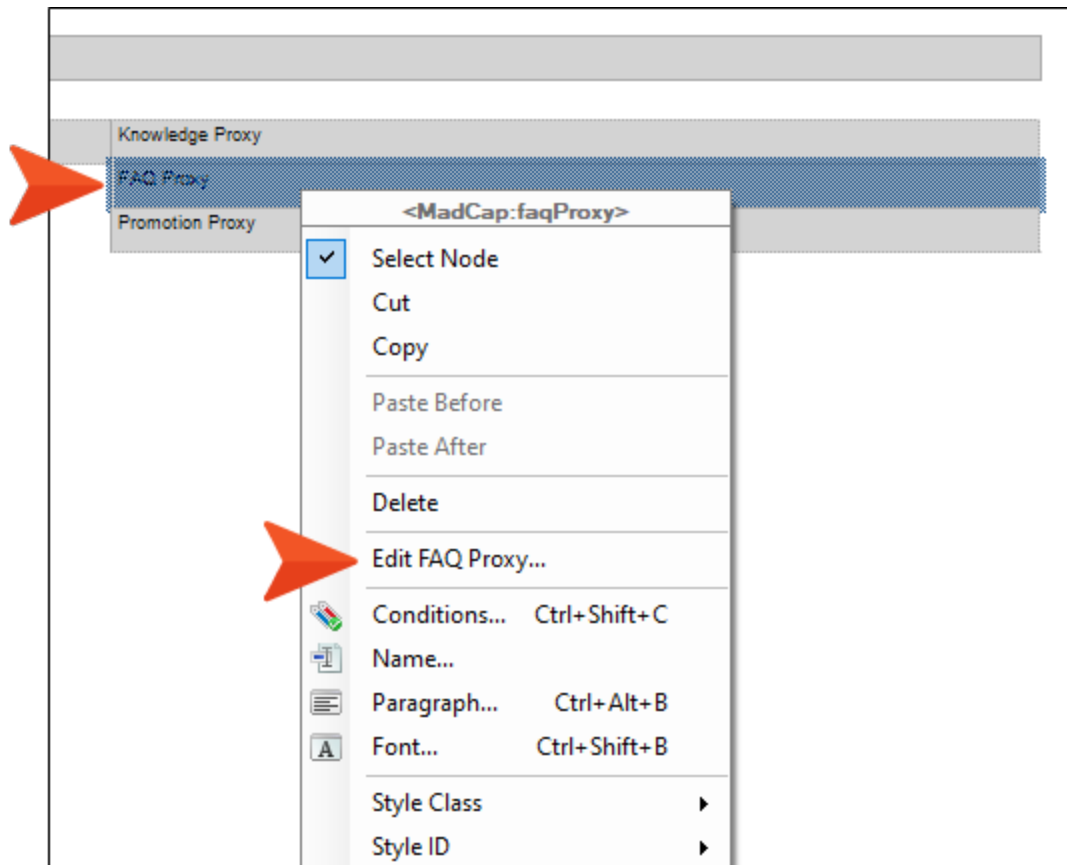 Knowledge Proxy
FAQ Proxy
Promotion Proxy
<MadCap:faqProxy>
Select Node
Cut
Copy
Paste Before
Paste After
Delete
Edit FAQ Proxy...
Conditions... Ctrl+Shift+C
Name...
Paragraph... Ctrl+Alt+B
Font... Ctrl+Shift+B
Style Class
Style ID